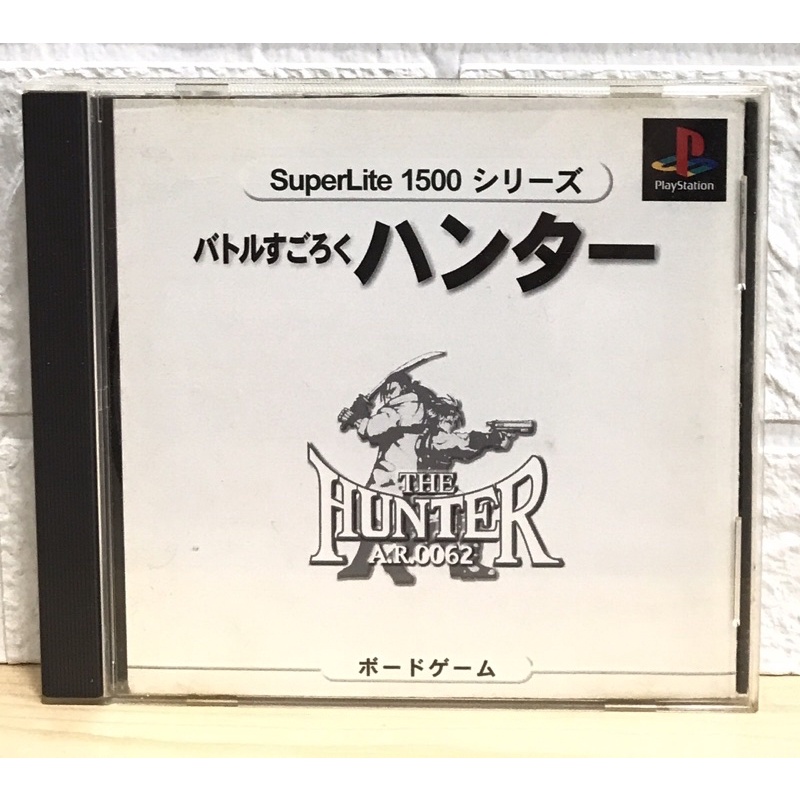 SuperLite 1500 シリーズ
PlayStation
バトルすごろく ハンター
THE
HUNTER
A.R.0062
ボードゲーム